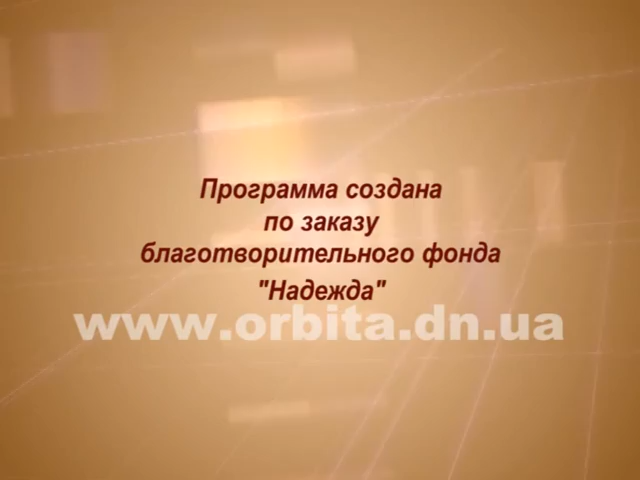 Программа создана
по заказу
благотворительного фонда
"Надежда"
www.orbita.dn.ua